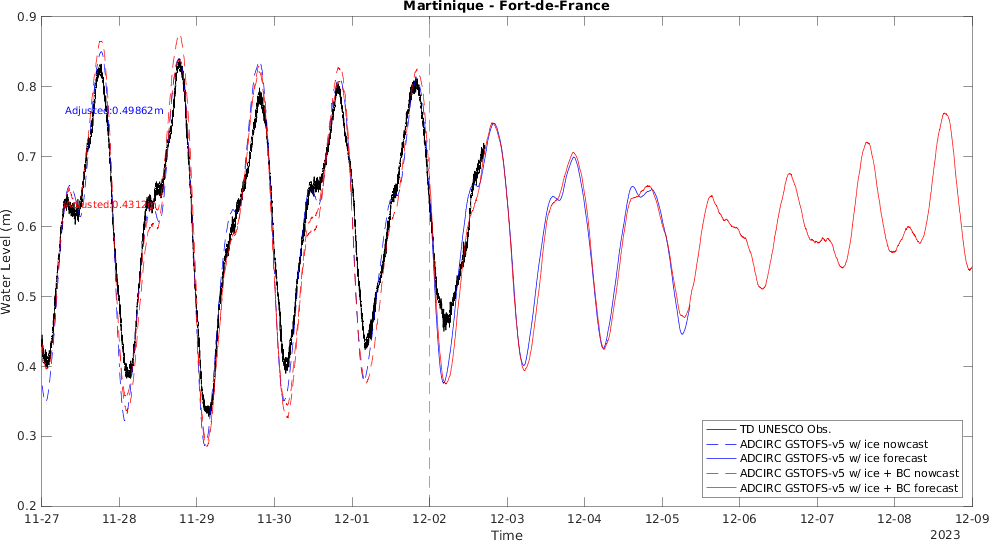 Martinique - Fort-de-France
0.9
0.8
Adjusted:0.49862m
0.7
0.6
0.5
0.4
0.3
0.2
Water Level (m)
TD UNESCO Obs.
ADCIRC GSTOFS-v5 w/ ice nowcast
ADCIRC GSTOFS-v5 w/ ice forecast
ADCIRC GSTOFS-v5 w/ ice + BC nowcast
ADCIRC GSTOFS-v5 w/ ice + BC forecast
11-27 11-28 11-29 11-30 12-01 12-02 12-03 12-04 12-05 12-06 12-07 12-08 12-09
Time
2023